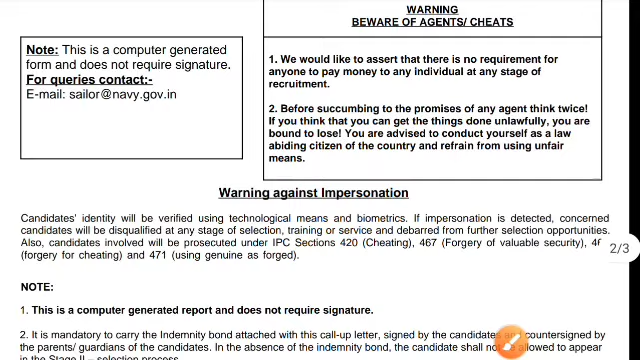 WARNING
BEWARE OF AGENTS/ CHEATS
Note: This is a computer generated
form and does not require signature.
For queries contact:-
E-mail: sailor@navy.gov.in
1. We would like to assert that there is no requirement for
anyone to pay money to any individual at any stage of
recruitment.
2. Before succumbing to the promises of any agent think twice!
If you think that you can get the things done unlawfully, you are
bound to lose! You are advised to conduct yourself as a law
abiding citizen of the country and refrain from using unfair
means.
Warning against Impersonation
Candidates' identity will be verified using technological means and biometrics. If impersonation is detected, concerned
candidates will be disqualified at any stage of selection, training or service and debarred from further selection opportunities.
Also, candidates involved will be prosecuted under IPC Sections 420 (Cheating), 467 (Forgery of valuable security),
(forgery for cheating) and 471 (using genuine as forged).
2/3
NOTE:
1. This is a computer generated report and does not require signature.
2. It is mandatory to carry the Indemnity bond attached with this call-up letter, signed by the candidates and countersigned
by the parents/ guardians of the candidates. In the absence of the indemnity bond, the candidate shall not be allowed to appear
in the Stage II – selection process